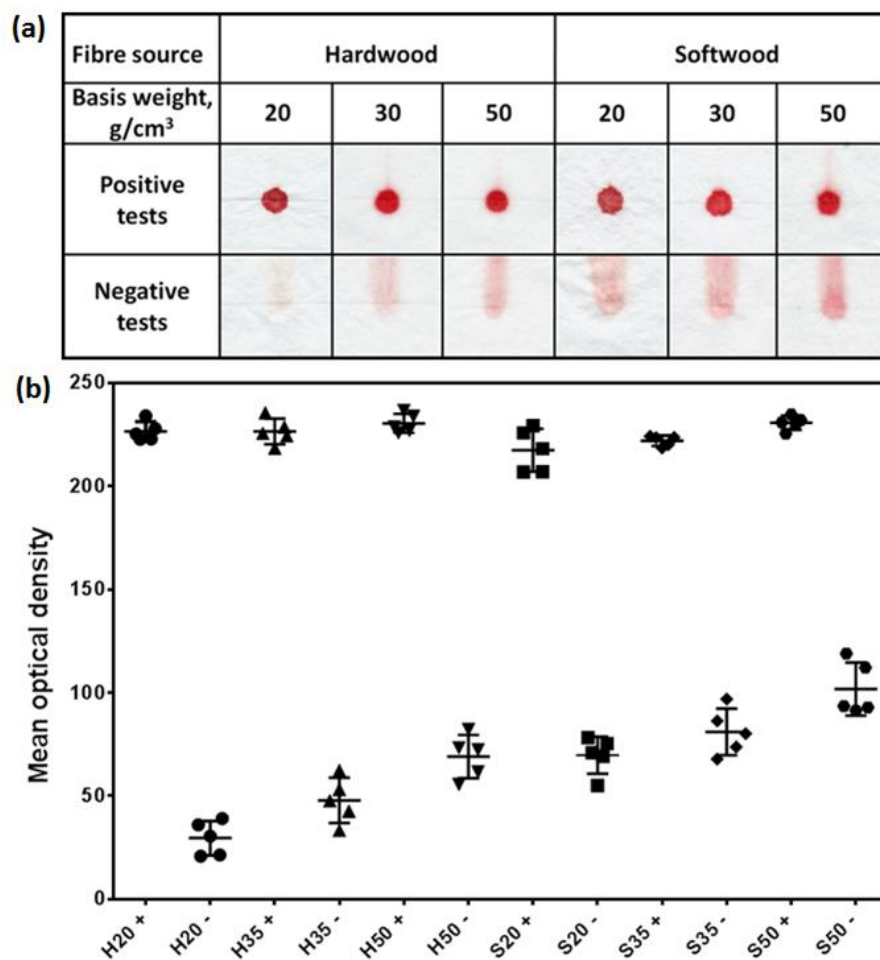 (a)
Fibre source
Hardwood
Softwood
Basis weight,
g/cm³
20
30
50
20
30
50
Positive
tests
Negative
tests
(b)
Mean optical density
250
200
150
100
50
0
H20 +
H20 -
H35 +
H35 -
H50 +
H50 -
S20 +
S20 -
S35 +
S35 -
S50 +
S50 -